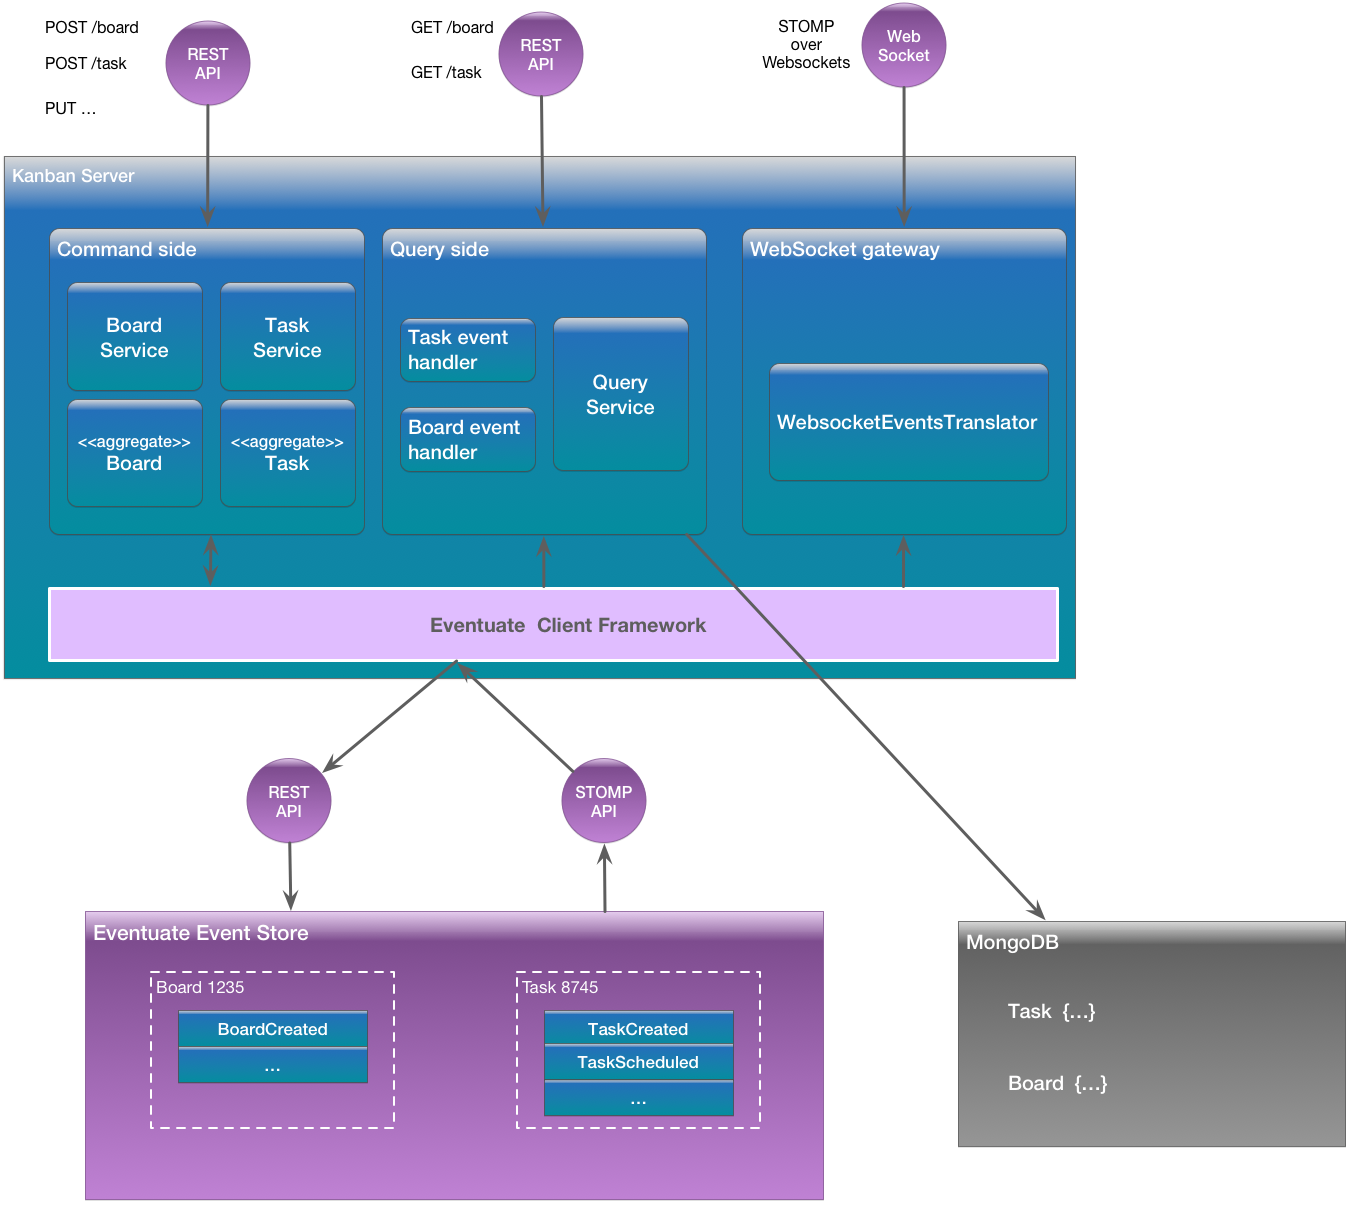 POST /board
POST /task
PUT ...
REST
API
GET /board
GET /task
REST
API
STOMP
over
Websockets
Web
Socket
Kanban Server
Command side
Board
Service
Task
Service
<<aggregate>>
Board
<<aggregate>>
Task
Query side
Task event
handler
Board event
handler
Query
Service
WebSocket gateway
WebsocketEventsTranslator
Eventuate  Client Framework
REST
API
STOMP
API
Eventuate Event Store
Board 1235
BoardCreated
...
Task 8745
TaskCreated
TaskScheduled
...
MongoDB
Task  {...}
Board  {...}